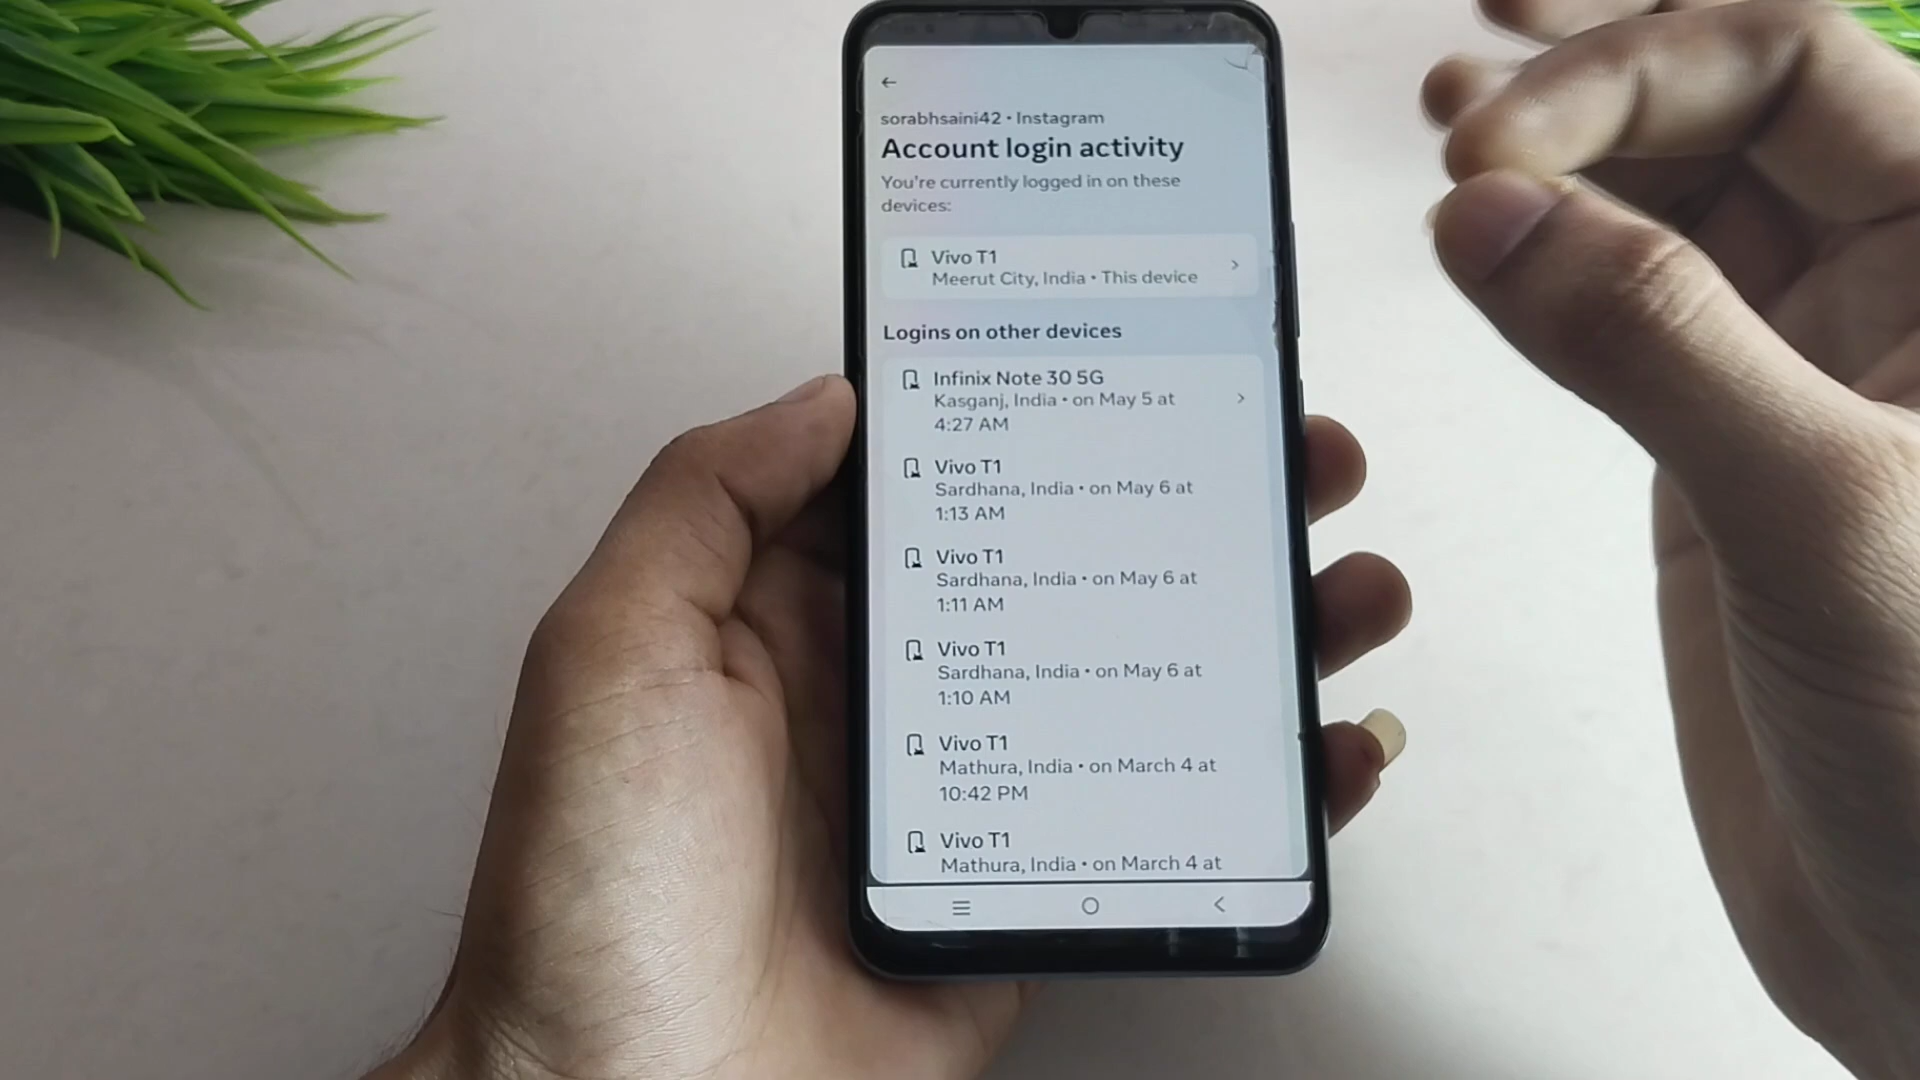 sorabhsaini42 • Instagram
Account login activity
You're currently logged in on these
devices:
Vivo T1
Meerut City, India • This device
Logins on other devices
Infinix Note 30 5G
Kasganj, India • on May 5 at
4:27 AM
Vivo T1
Sardhana, India • on May 6 at
1:13 AM
Vivo T1
Sardhana, India • on May 6 at
1:11 AM
Vivo T1
Sardhana, India • on May 6 at
1:10 AM
Vivo T1
Mathura, India • on March 4 at
10:42 PM
Vivo T1
Mathura, India • on March 4 at